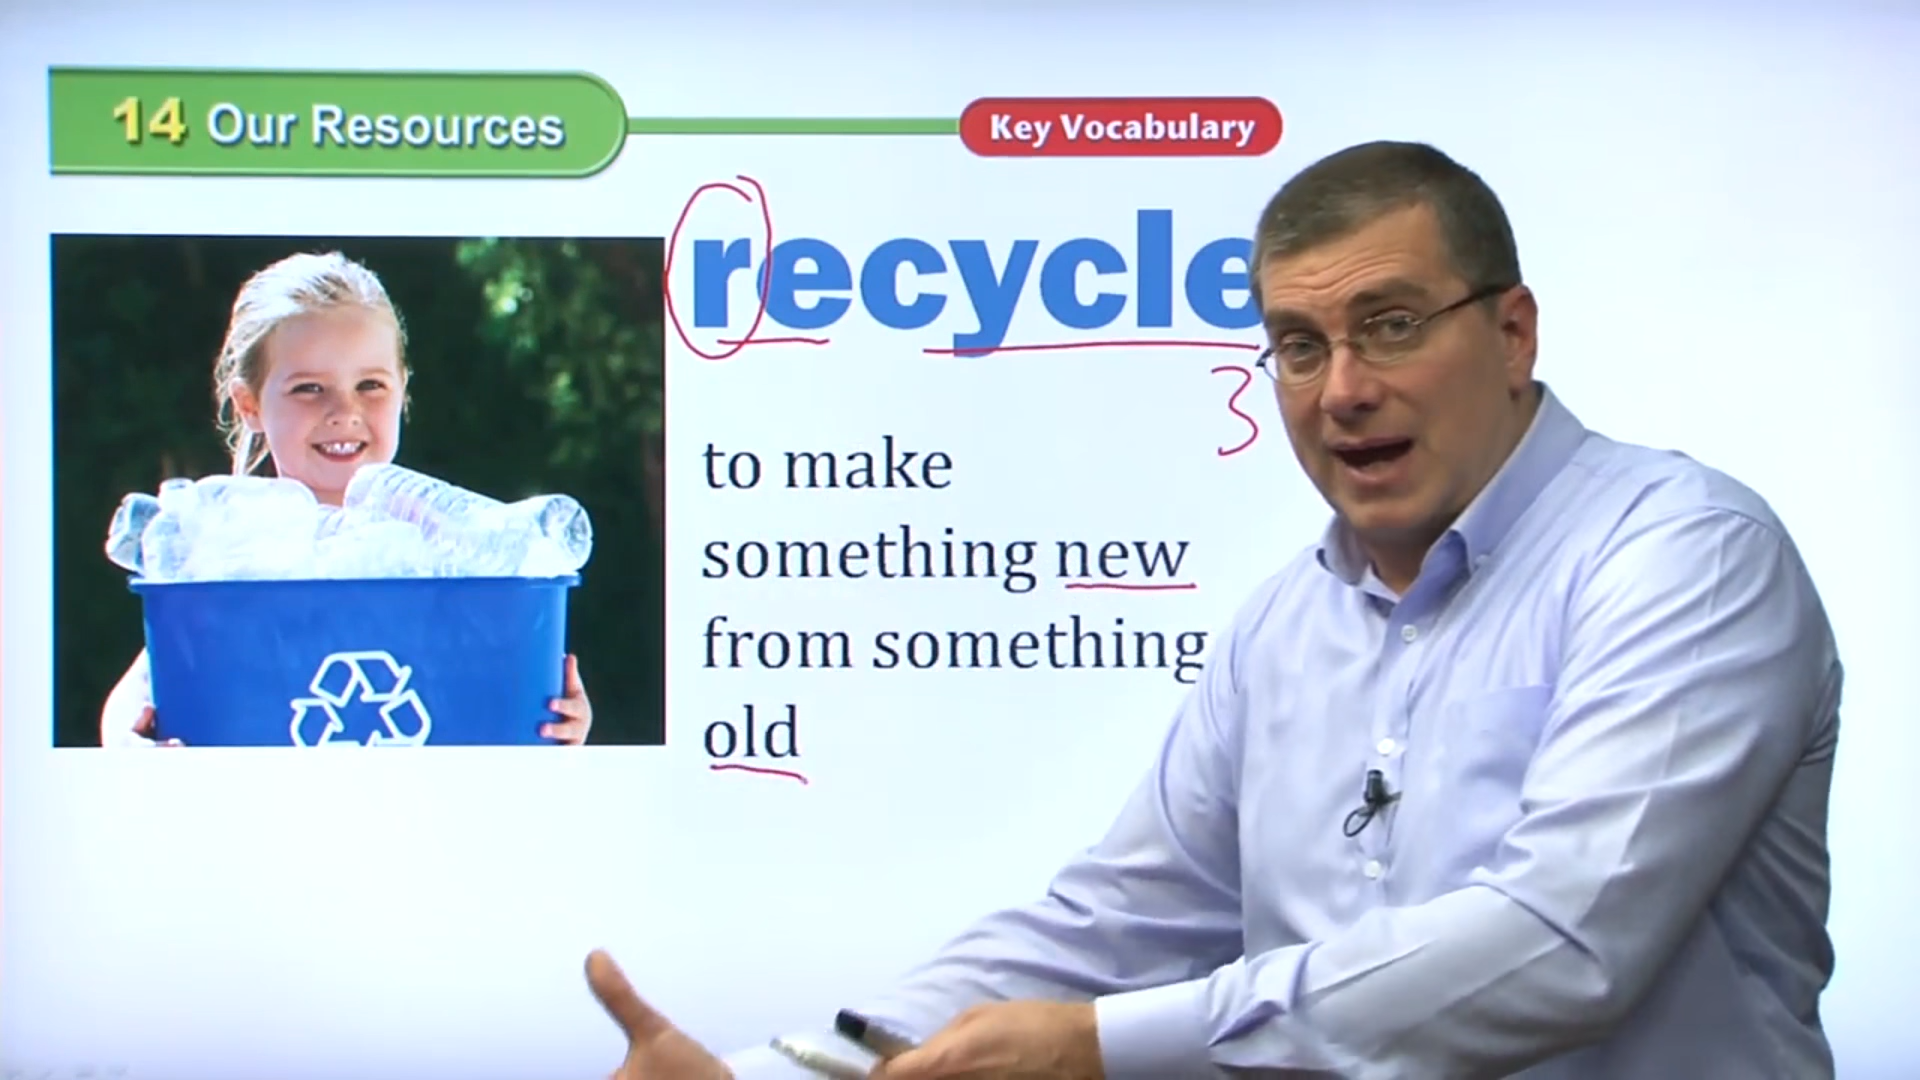 14 Our Resources
Key Vocabulary
recycle
3
to make
something new
from something
old